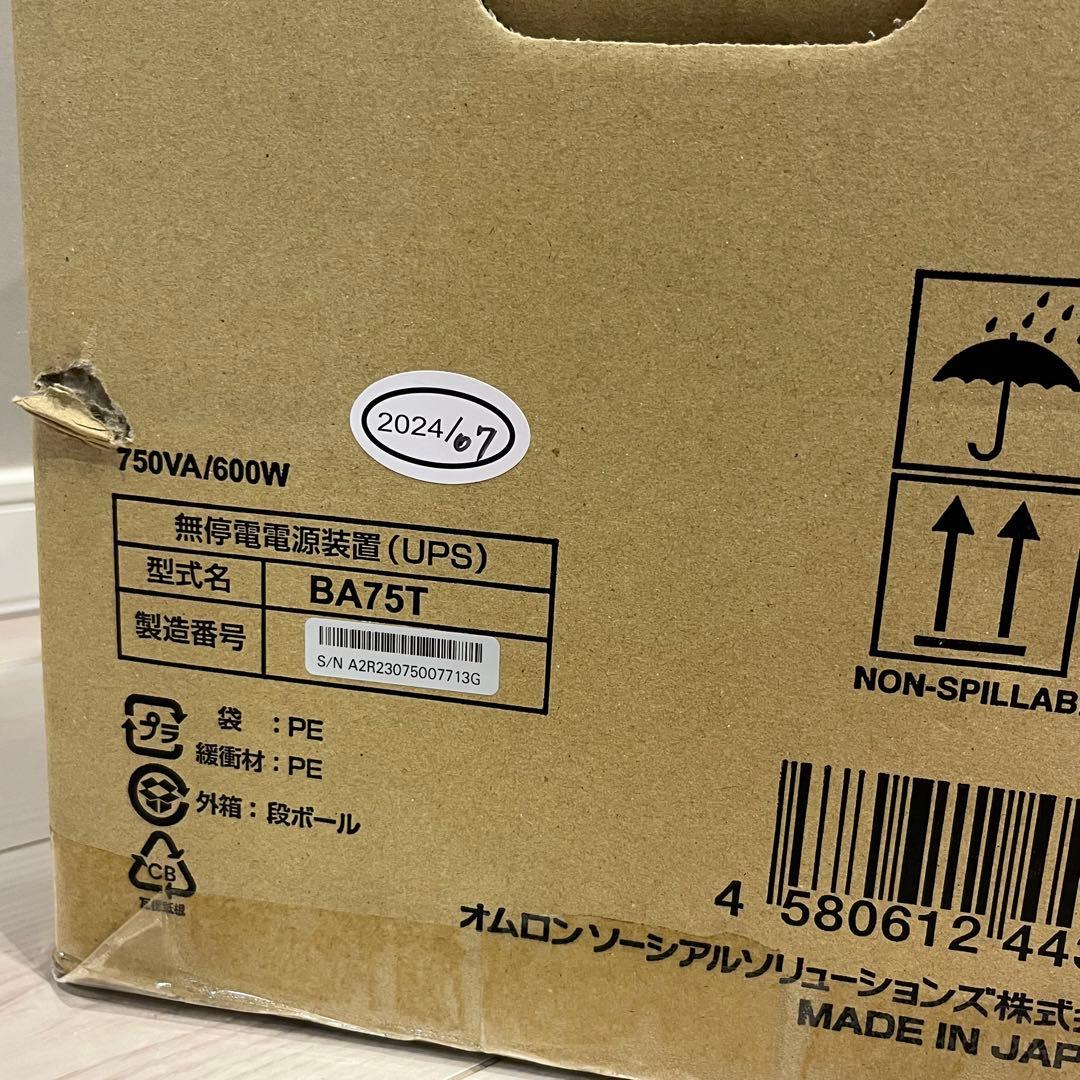 2024/07
750VA/600W
無停電電源装置(UPS)
型式名 BA75T
製造番号
S/N A2R23075007713G
プラ
袋 : PE
緩衝材 : PE
外箱 : 段ボール
CB
NON-SPILLAB
4 580612 44
オムロン ソーシアルソリューションズ株式
MADE IN JAP